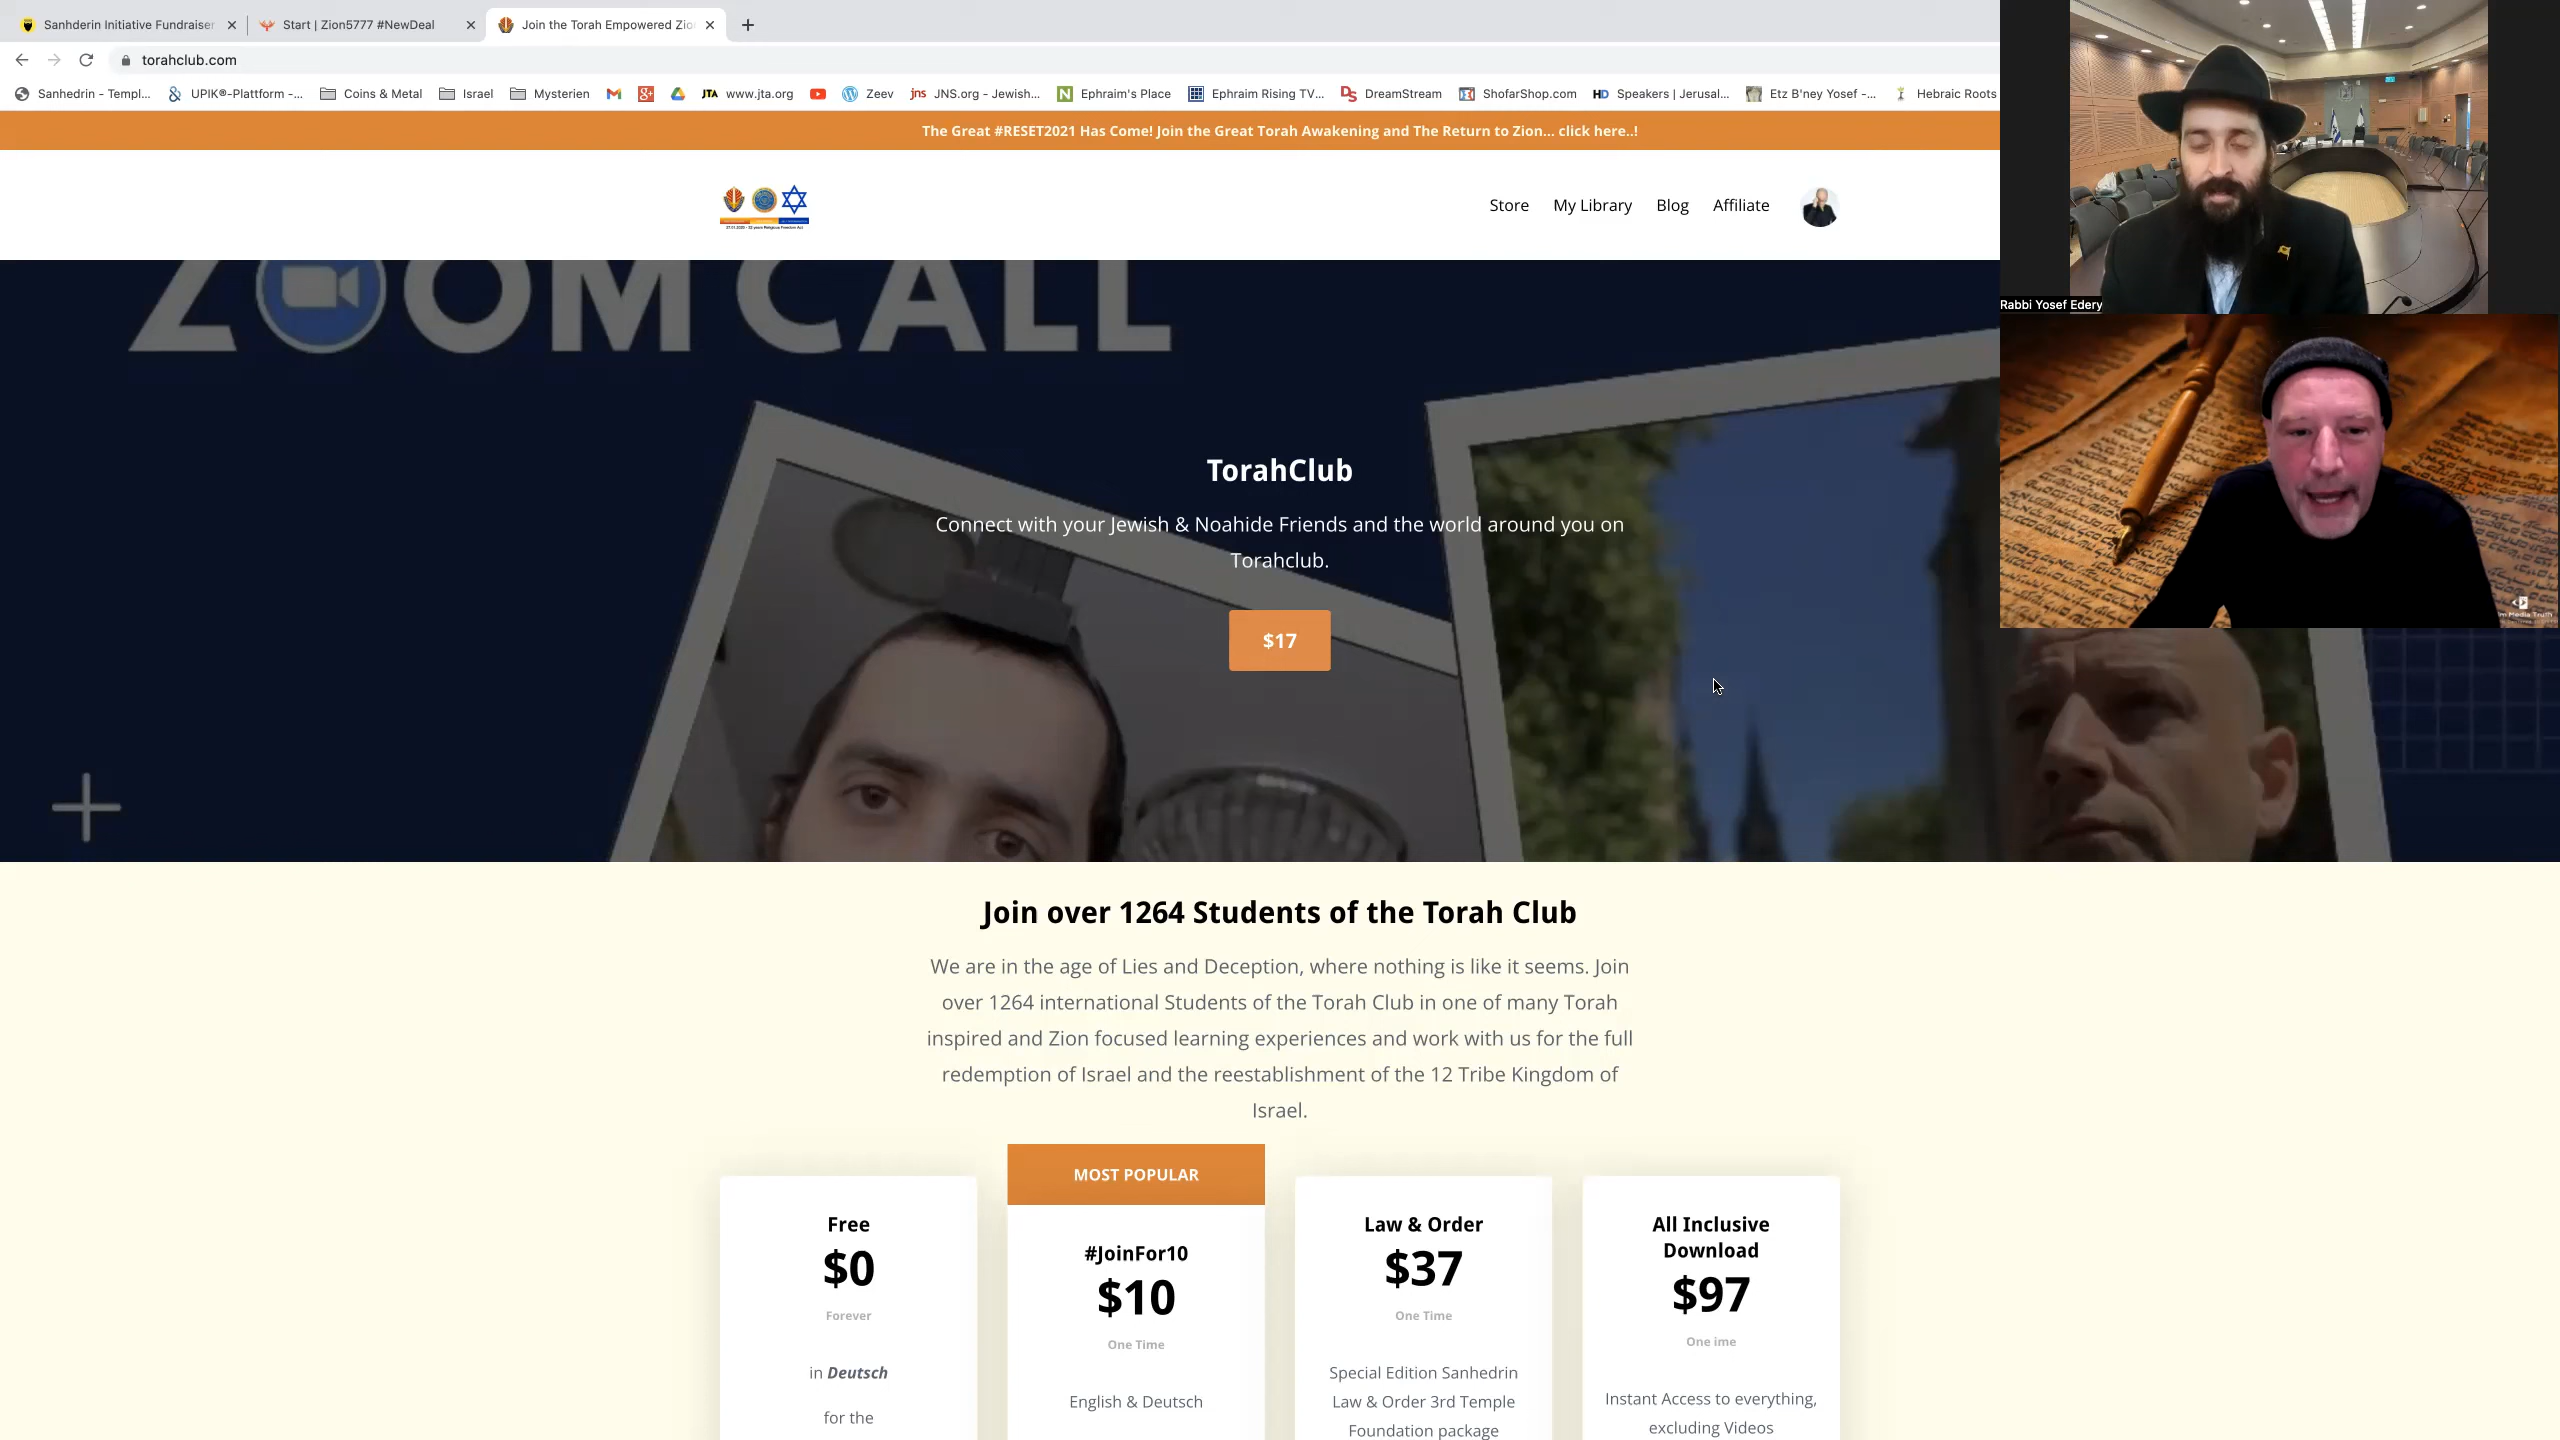 Sanhderin Initiative Fundraiser
Start | Zion5777 #NewDeal
Join the Torah Empowered Zio
torahclub.com
Sanhedrin - Templ...
UPIK®-Plattform -...
Coins & Metal
Israel
Mysterien
JTA www.jta.org
Zeev
jns JNS.org - Jewish...
Ephraim's Place
Ephraim Rising TV...
DS DreamStream
ShofarShop.com
HD Speakers | Jerusal...
Etz B'ney Yosef -...
Hebraic Roots
The Great #RESET2021 Has Come! Join the Great Torah Awakening and The Return to Zion... click here..!
Store My Library Blog Affiliate
Rabbi Yosef Edery
ZOOM CALL
TorahClub
Connect with your Jewish & Noahide Friends and the world around you on
Torahclub.
$17
Join over 1264 Students of the Torah Club
We are in the age of Lies and Deception, where nothing is like it seems. Join
over 1264 international Students of the Torah Club in one of many Torah
inspired and Zion focused learning experiences and work with us for the full
redemption of Israel and the reestablishment of the 12 Tribe Kingdom of
Israel.
Free
$0
Forever
in Deutsch
for the
MOST POPULAR
#JoinFor10
$10
One Time
English & Deutsch
Law & Order
$37
One Time
Special Edition Sanhedrin
Law & Order 3rd Temple
Foundation package
All Inclusive
Download
$97
One ime
Instant Access to everything,
excluding Videos